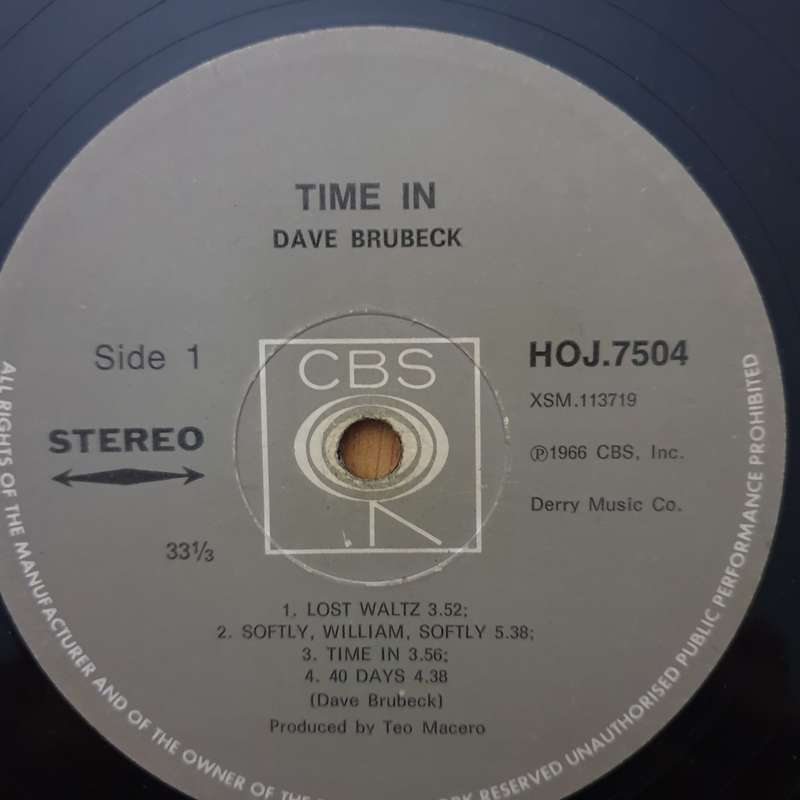 TIME IN
DAVE BRUBECK
Side 1
STEREO
33⅓
CBS
HOJ.7504
XSM.113719
℗1966 CBS, Inc.
Derry Music Co.
1. LOST WALTZ 3.52;
2. SOFTLY, WILLIAM, SOFTLY 5.38;
3. TIME IN 3.56;
4. 40 DAYS 4.38
(Dave Brubeck)
Produced by Teo Macero
ALL RIGHTS OF THE MANUFACTURER AND OF THE OWNER OF THE
RESERVED UNAUTHORISED PUBLIC PERFORMANCE PROHIBITED